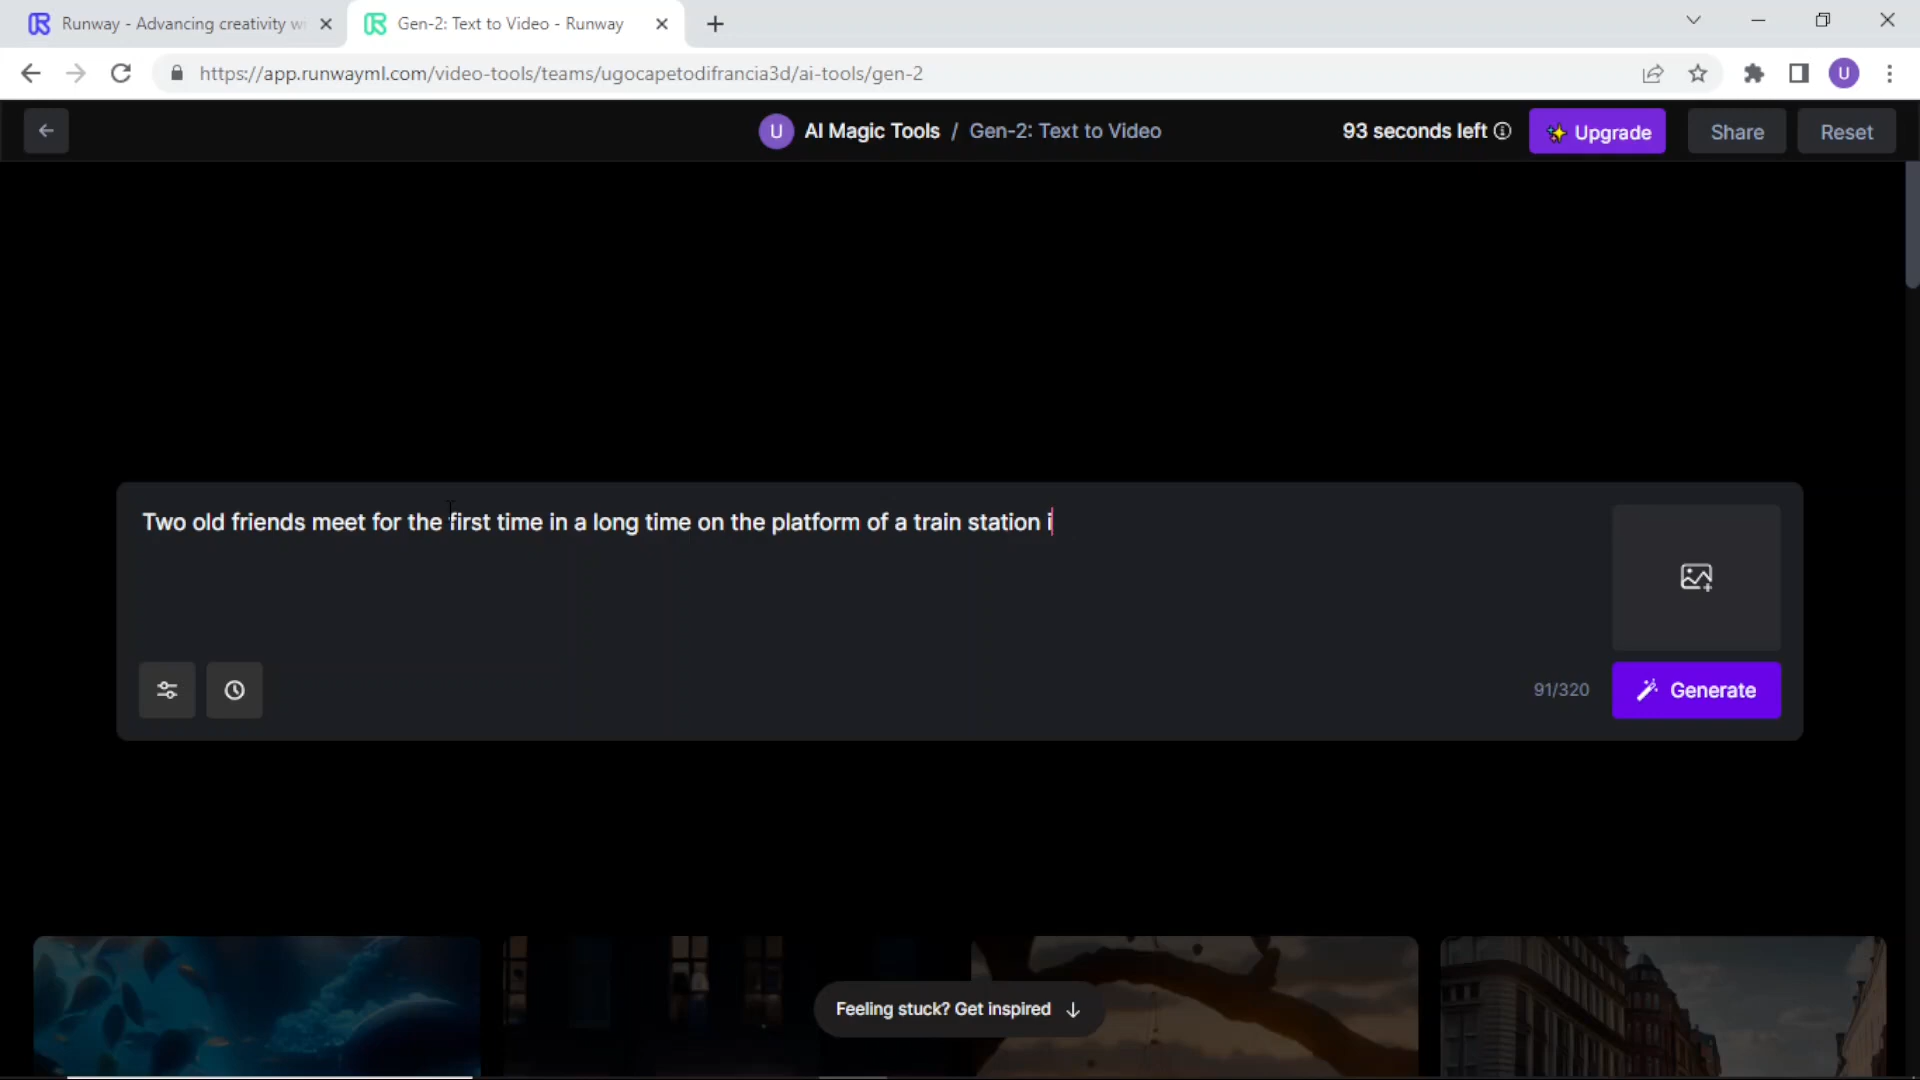 Runway - Advancing creativity wi
Gen-2: Text to Video - Runway
https://app.runwayml.com/video-tools/teams/ugocapetodifrancia3d/ai-tools/gen-2
U
U
AI Magic Tools / Gen-2: Text to Video
93 seconds left
Upgrade
Share
Reset
Two old friends meet for the first time in a long time on the platform of a train station i
91/320
Generate
Feeling stuck? Get inspired